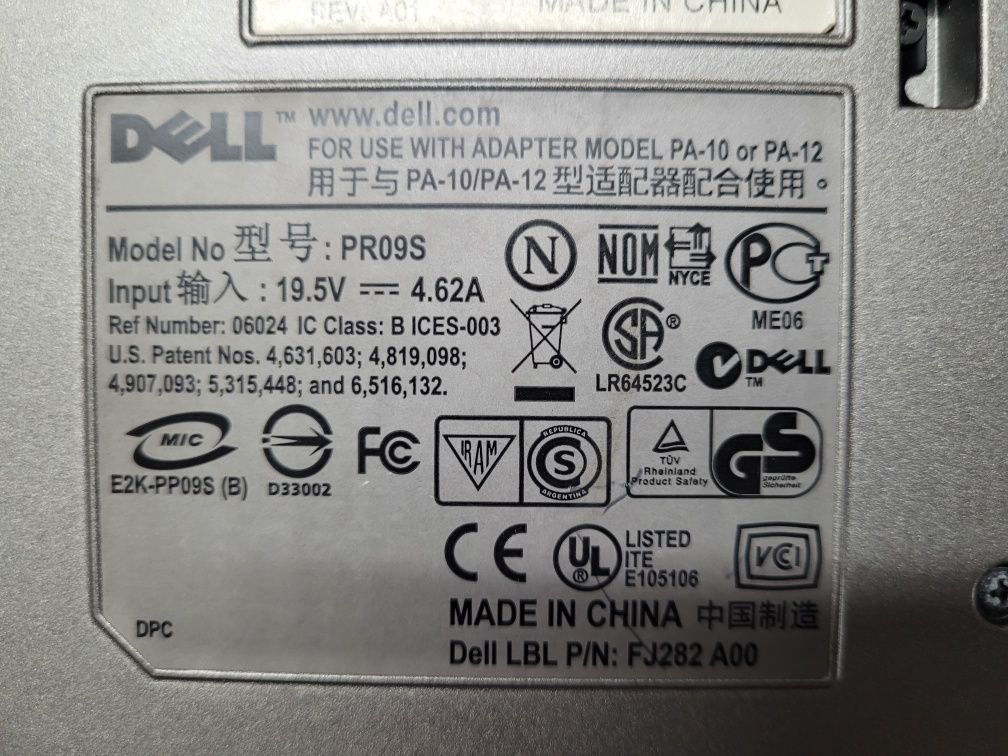 REV. A01
MADE IN CHINA
DELL™ www.dell.com
FOR USE WITH ADAPTER MODEL PA-10 or PA-12
用于与 PA-10/PA-12 型适配器配合使用。
Model No 型号: PR09S
Input 输入: 19.5V ⎓ 4.62A
Ref Number: 06024 IC Class: B ICES-003
U.S. Patent Nos. 4,631,603; 4,819,098;
4,907,093; 5,315,448; and 6,516,132.
N
NOM
NYCE
PCT
ME06
SA®
LR64523C
DELL
TM
MIC
E2K-PP09S (B)
D33002
FC
IRAM
REPUBLICA
S
ARGENTINA
TÜV
Rheinland
Product Safety
GS
geprüfte
Sicherheit
CE
UL®
LISTED
ITE
E105106
VCI
MADE IN CHINA 中国制造
DPC
Dell LBL P/N: FJ282 A00